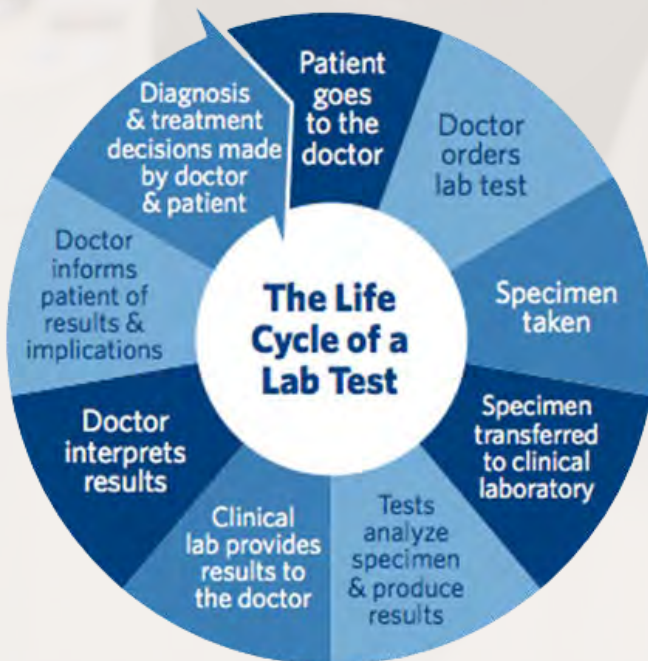 The Life
Cycle of a
Lab Test
Patient
goes
to the
doctor
Doctor
orders
lab test
Specimen
taken
Specimen
transferred
to clinical
laboratory
Tests
analyze
specimen
& produce
results
Clinical
lab provides
results to
the doctor
Doctor
interprets
results
Doctor
informs
patient of
results &
implications
Diagnosis
& treatment
decisions made
by doctor
& patient